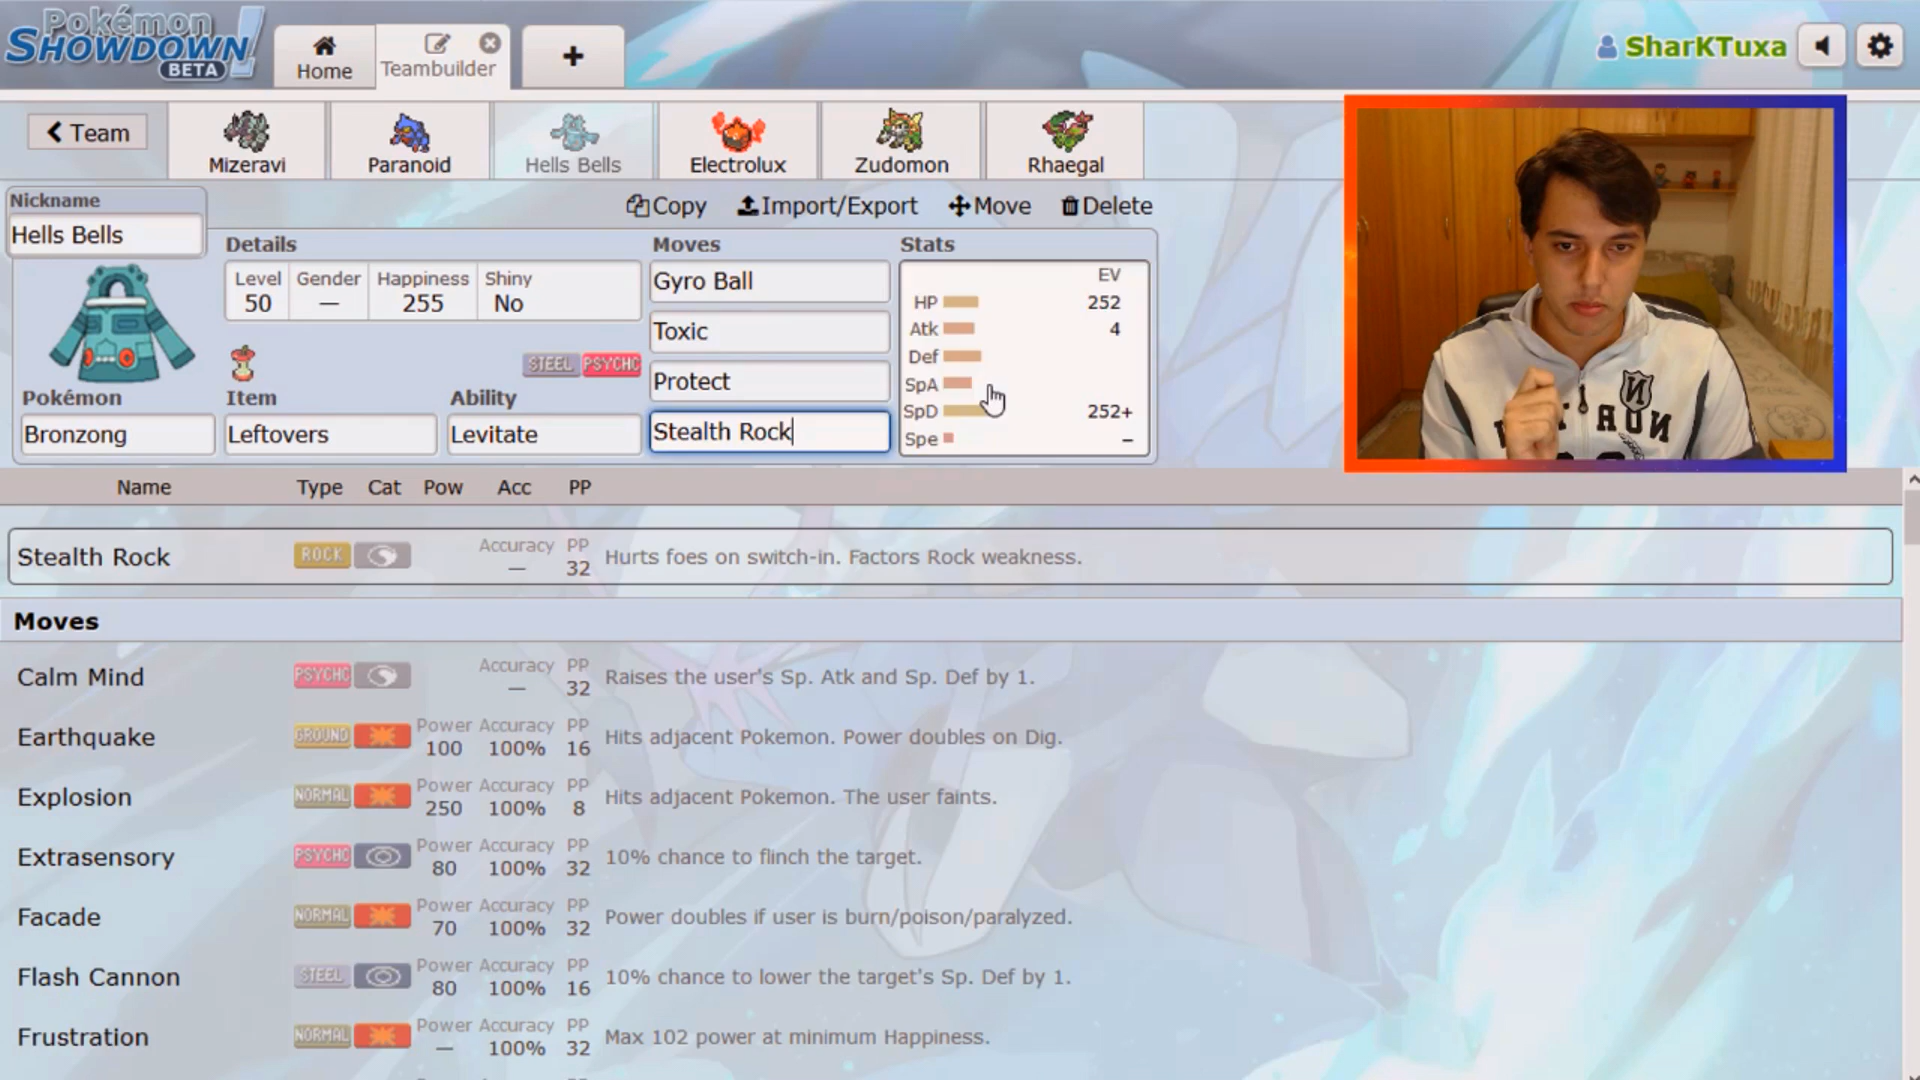 Pokémon
SHOWDOWN!
BETA
Home
Teambuilder
+
SharKTuxa
Team
Mizeravi
Paranoid
Hells Bells
Electrolux
Zudomon
Rhaegal
Nickname
Hells Bells
Copy Import/Export Move Delete
Details
Level Gender Happiness Shiny
50 — 255 No
STEEL PSYCHC
Pokémon Item Ability
Bronzong Leftovers Levitate
Moves
Gyro Ball
Toxic
Protect
Stealth Rock
Stats
EV
HP 252
Atk 4
Def
SpA
SpD 252+
Spe –
Name Type Cat Pow Acc PP
Stealth Rock ROCK Accuracy — PP 32 Hurts foes on switch-in. Factors Rock weakness.
Moves
Calm Mind PSYCHC Accuracy — PP 32 Raises the user's Sp. Atk and Sp. Def by 1.
Earthquake GROUND Power 100 Accuracy 100% PP 16 Hits adjacent Pokemon. Power doubles on Dig.
Explosion NORMAL Power 250 Accuracy 100% PP 8 Hits adjacent Pokemon. The user faints.
Extrasensory PSYCHC Power 80 Accuracy 100% PP 32 10% chance to flinch the target.
Facade NORMAL Power 70 Accuracy 100% PP 32 Power doubles if user is burn/poison/paralyzed.
Flash Cannon STEEL Power 80 Accuracy 100% PP 16 10% chance to lower the target's Sp. Def by 1.
Frustration NORMAL Power — Accuracy 100% PP 32 Max 102 power at minimum Happiness.